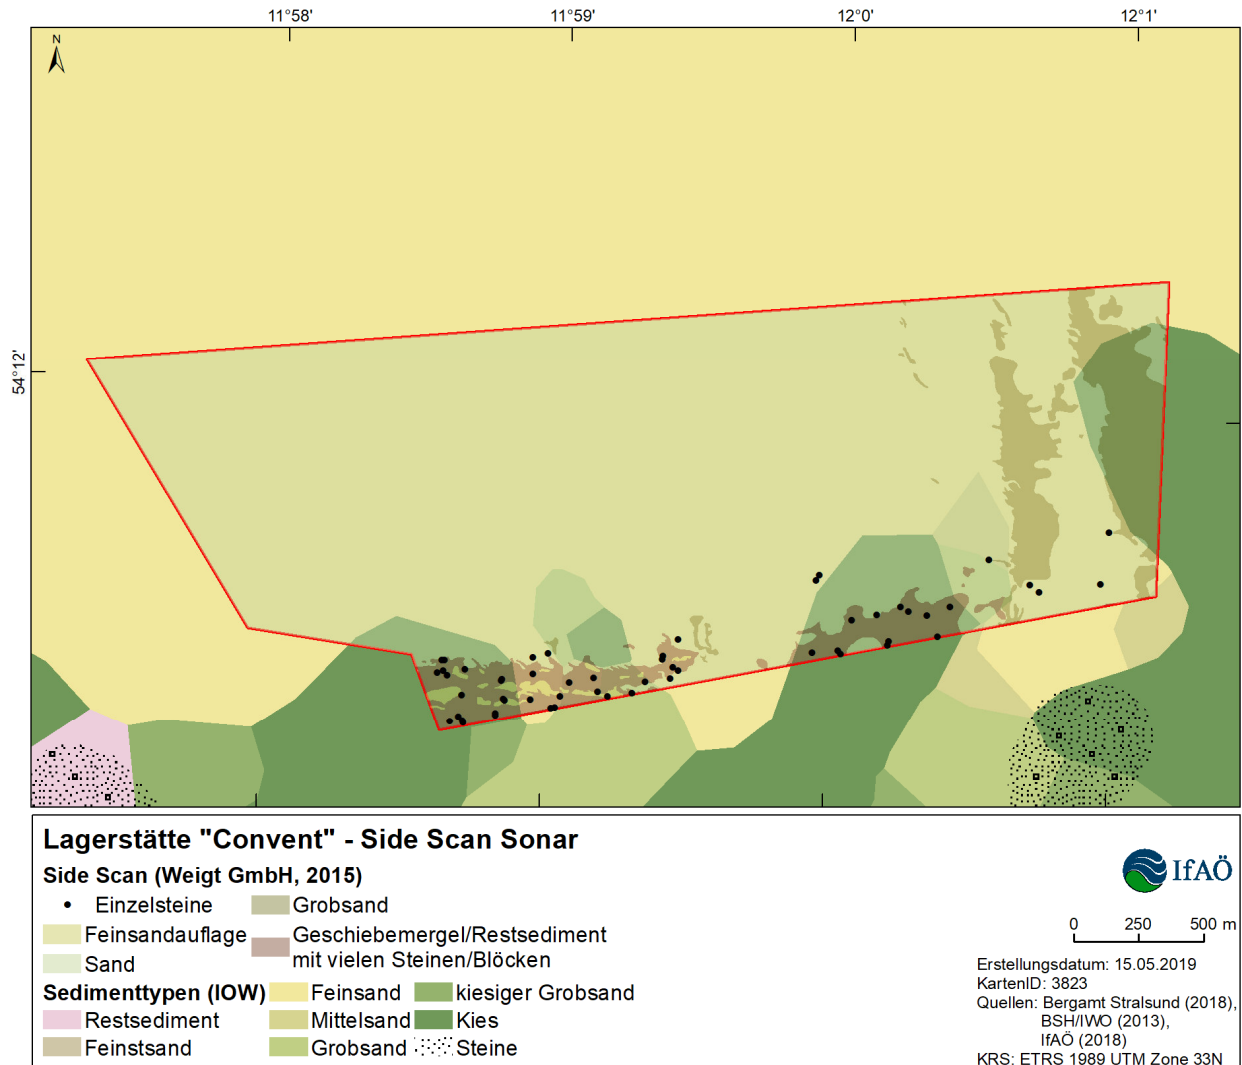 11°58' 11°59' 12°0' 12°1'
N
54°12'
Lagerstätte "Convent" - Side Scan Sonar
Side Scan (Weigt GmbH, 2015)
Einzelsteine
Feinsandauflage
Sand
Grobsand
Geschiebemergel/Restsediment
mit vielen Steinen/Blöcken
Sedimenttypen (IOW)
Restsediment
Feinstsand
Feinsand
Mittelsand
Grobsand
kiesiger Grobsand
Kies
Steine
IfAÖ
0 250 500 m
Erstellungsdatum: 15.05.2019
KartenID: 3823
Quellen: Bergamt Stralsund (2018),
BSH/IWO (2013),
IfAÖ (2018)
KRS: ETRS 1989 UTM Zone 33N